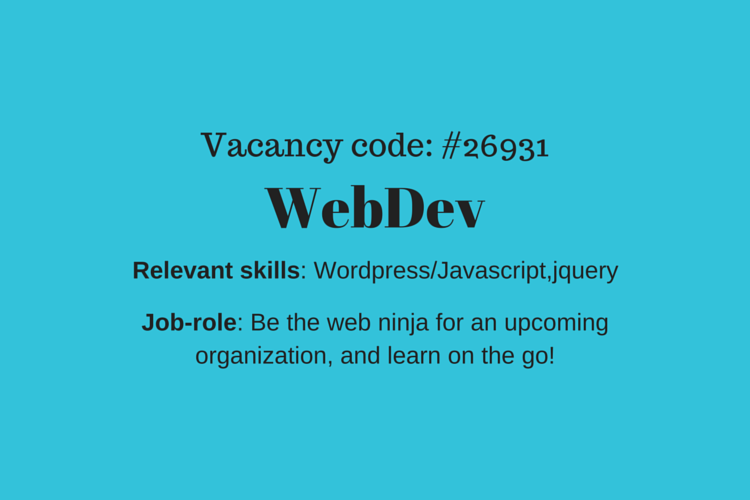 Vacancy code: #26931
WebDev
Relevant skills: Wordpress/Javascript,jquery
Job-role: Be the web ninja for an upcoming
organization, and learn on the go!